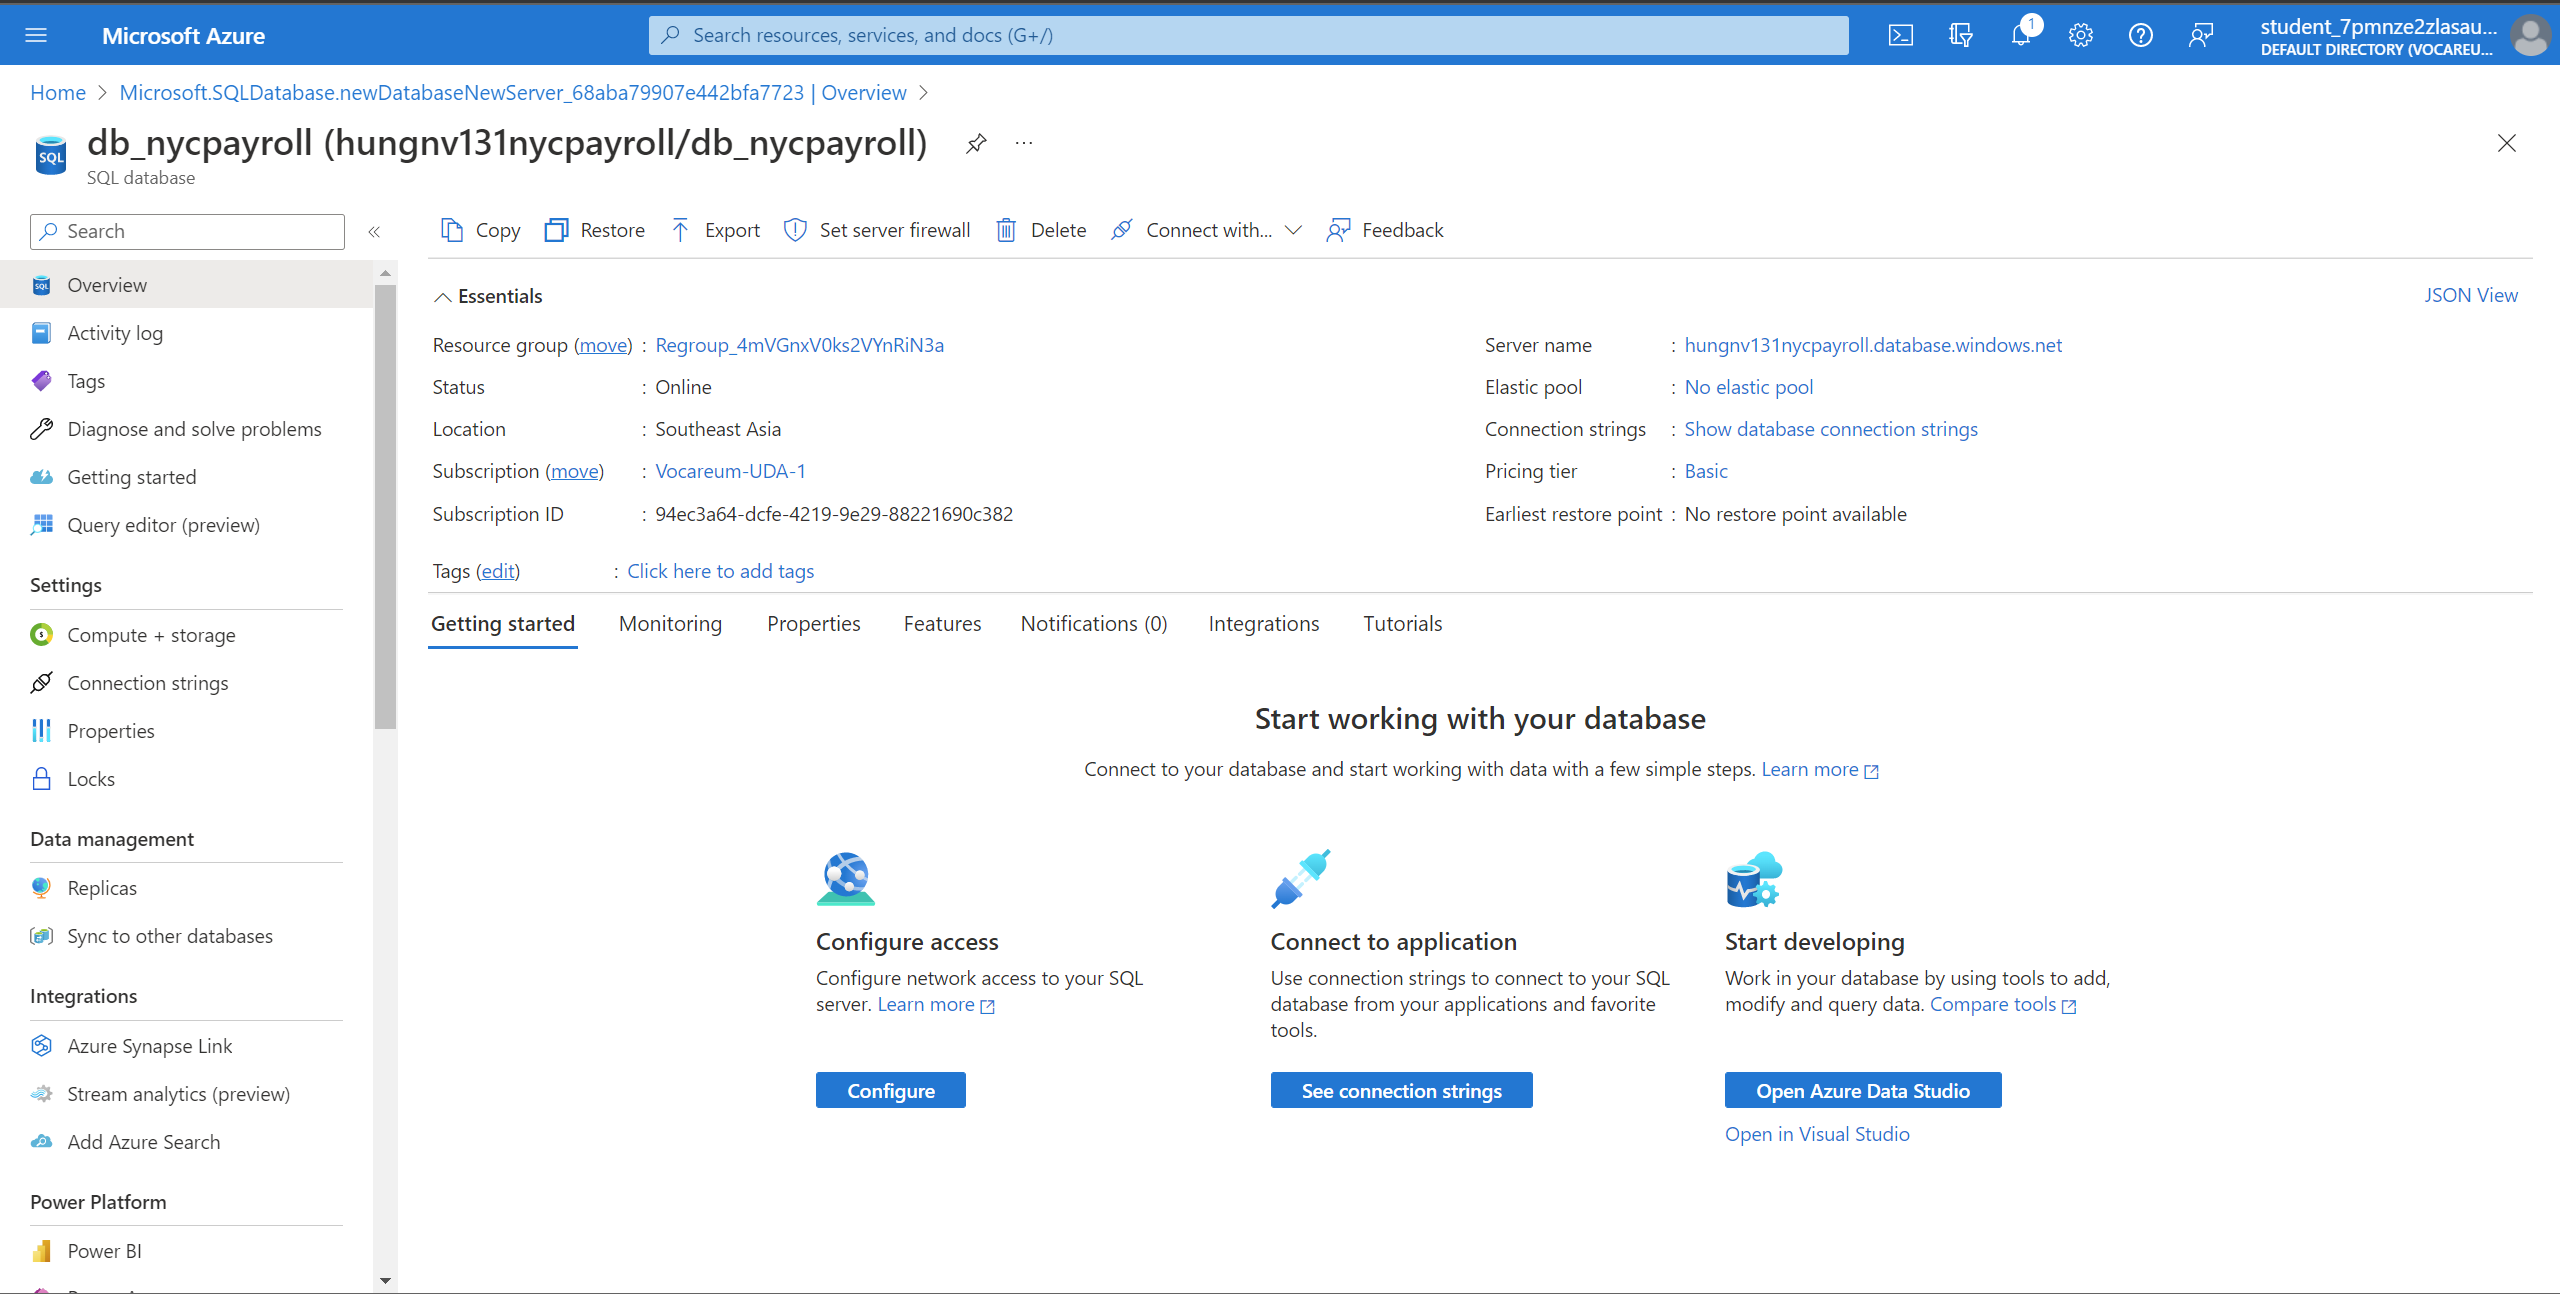 Microsoft Azure
Search resources, services, and docs (G+/)
1
student_7pmnze2zlasau...
DEFAULT DIRECTORY (VOCAREU...
Home > Microsoft.SQLDatabase.newDatabaseNewServer_68aba79907e442bfa7723 | Overview >
SQL
db_nycpayroll (hungnv131nycpayroll/db_nycpayroll)
...
SQL database
Search
«
Overview
Activity log
Tags
Diagnose and solve problems
Getting started
Query editor (preview)
Settings
Compute + storage
Connection strings
Properties
Locks
Data management
Replicas
Sync to other databases
Integrations
Azure Synapse Link
Stream analytics (preview)
Add Azure Search
Power Platform
Power BI
Copy Restore Export Set server firewall Delete Connect with... Feedback
Essentials
JSON View
Resource group (move) : Regroup_4mVGnxV0ks2VYnRiN3a
Status : Online
Location : Southeast Asia
Subscription (move) : Vocareum-UDA-1
Subscription ID : 94ec3a64-dcfe-4219-9e29-88221690c382
Server name : hungnv131nycpayroll.database.windows.net
Elastic pool : No elastic pool
Connection strings : Show database connection strings
Pricing tier : Basic
Earliest restore point : No restore point available
Tags (edit) : Click here to add tags
Getting started Monitoring Properties Features Notifications (0) Integrations Tutorials
Start working with your database
Connect to your database and start working with data with a few simple steps. Learn more
Configure access
Configure network access to your SQL
server. Learn more
Configure
Connect to application
Use connection strings to connect to your SQL
database from your applications and favorite
tools.
See connection strings
Start developing
Work in your database by using tools to add,
modify and query data. Compare tools
Open Azure Data Studio
Open in Visual Studio